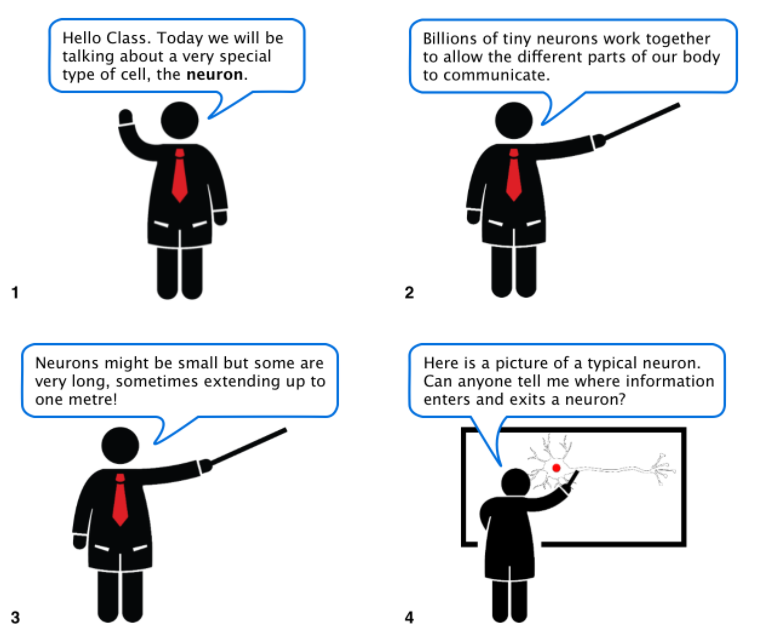 Hello Class. Today we will be
talking about a very special
type of cell, the neuron.
1
Billions of tiny neurons work together
to allow the different parts of our body
to communicate.
2
Neurons might be small but some are
very long, sometimes extending up to
one metre!
3
Here is a picture of a typical neuron.
Can anyone tell me where information
enters and exits a neuron?
4